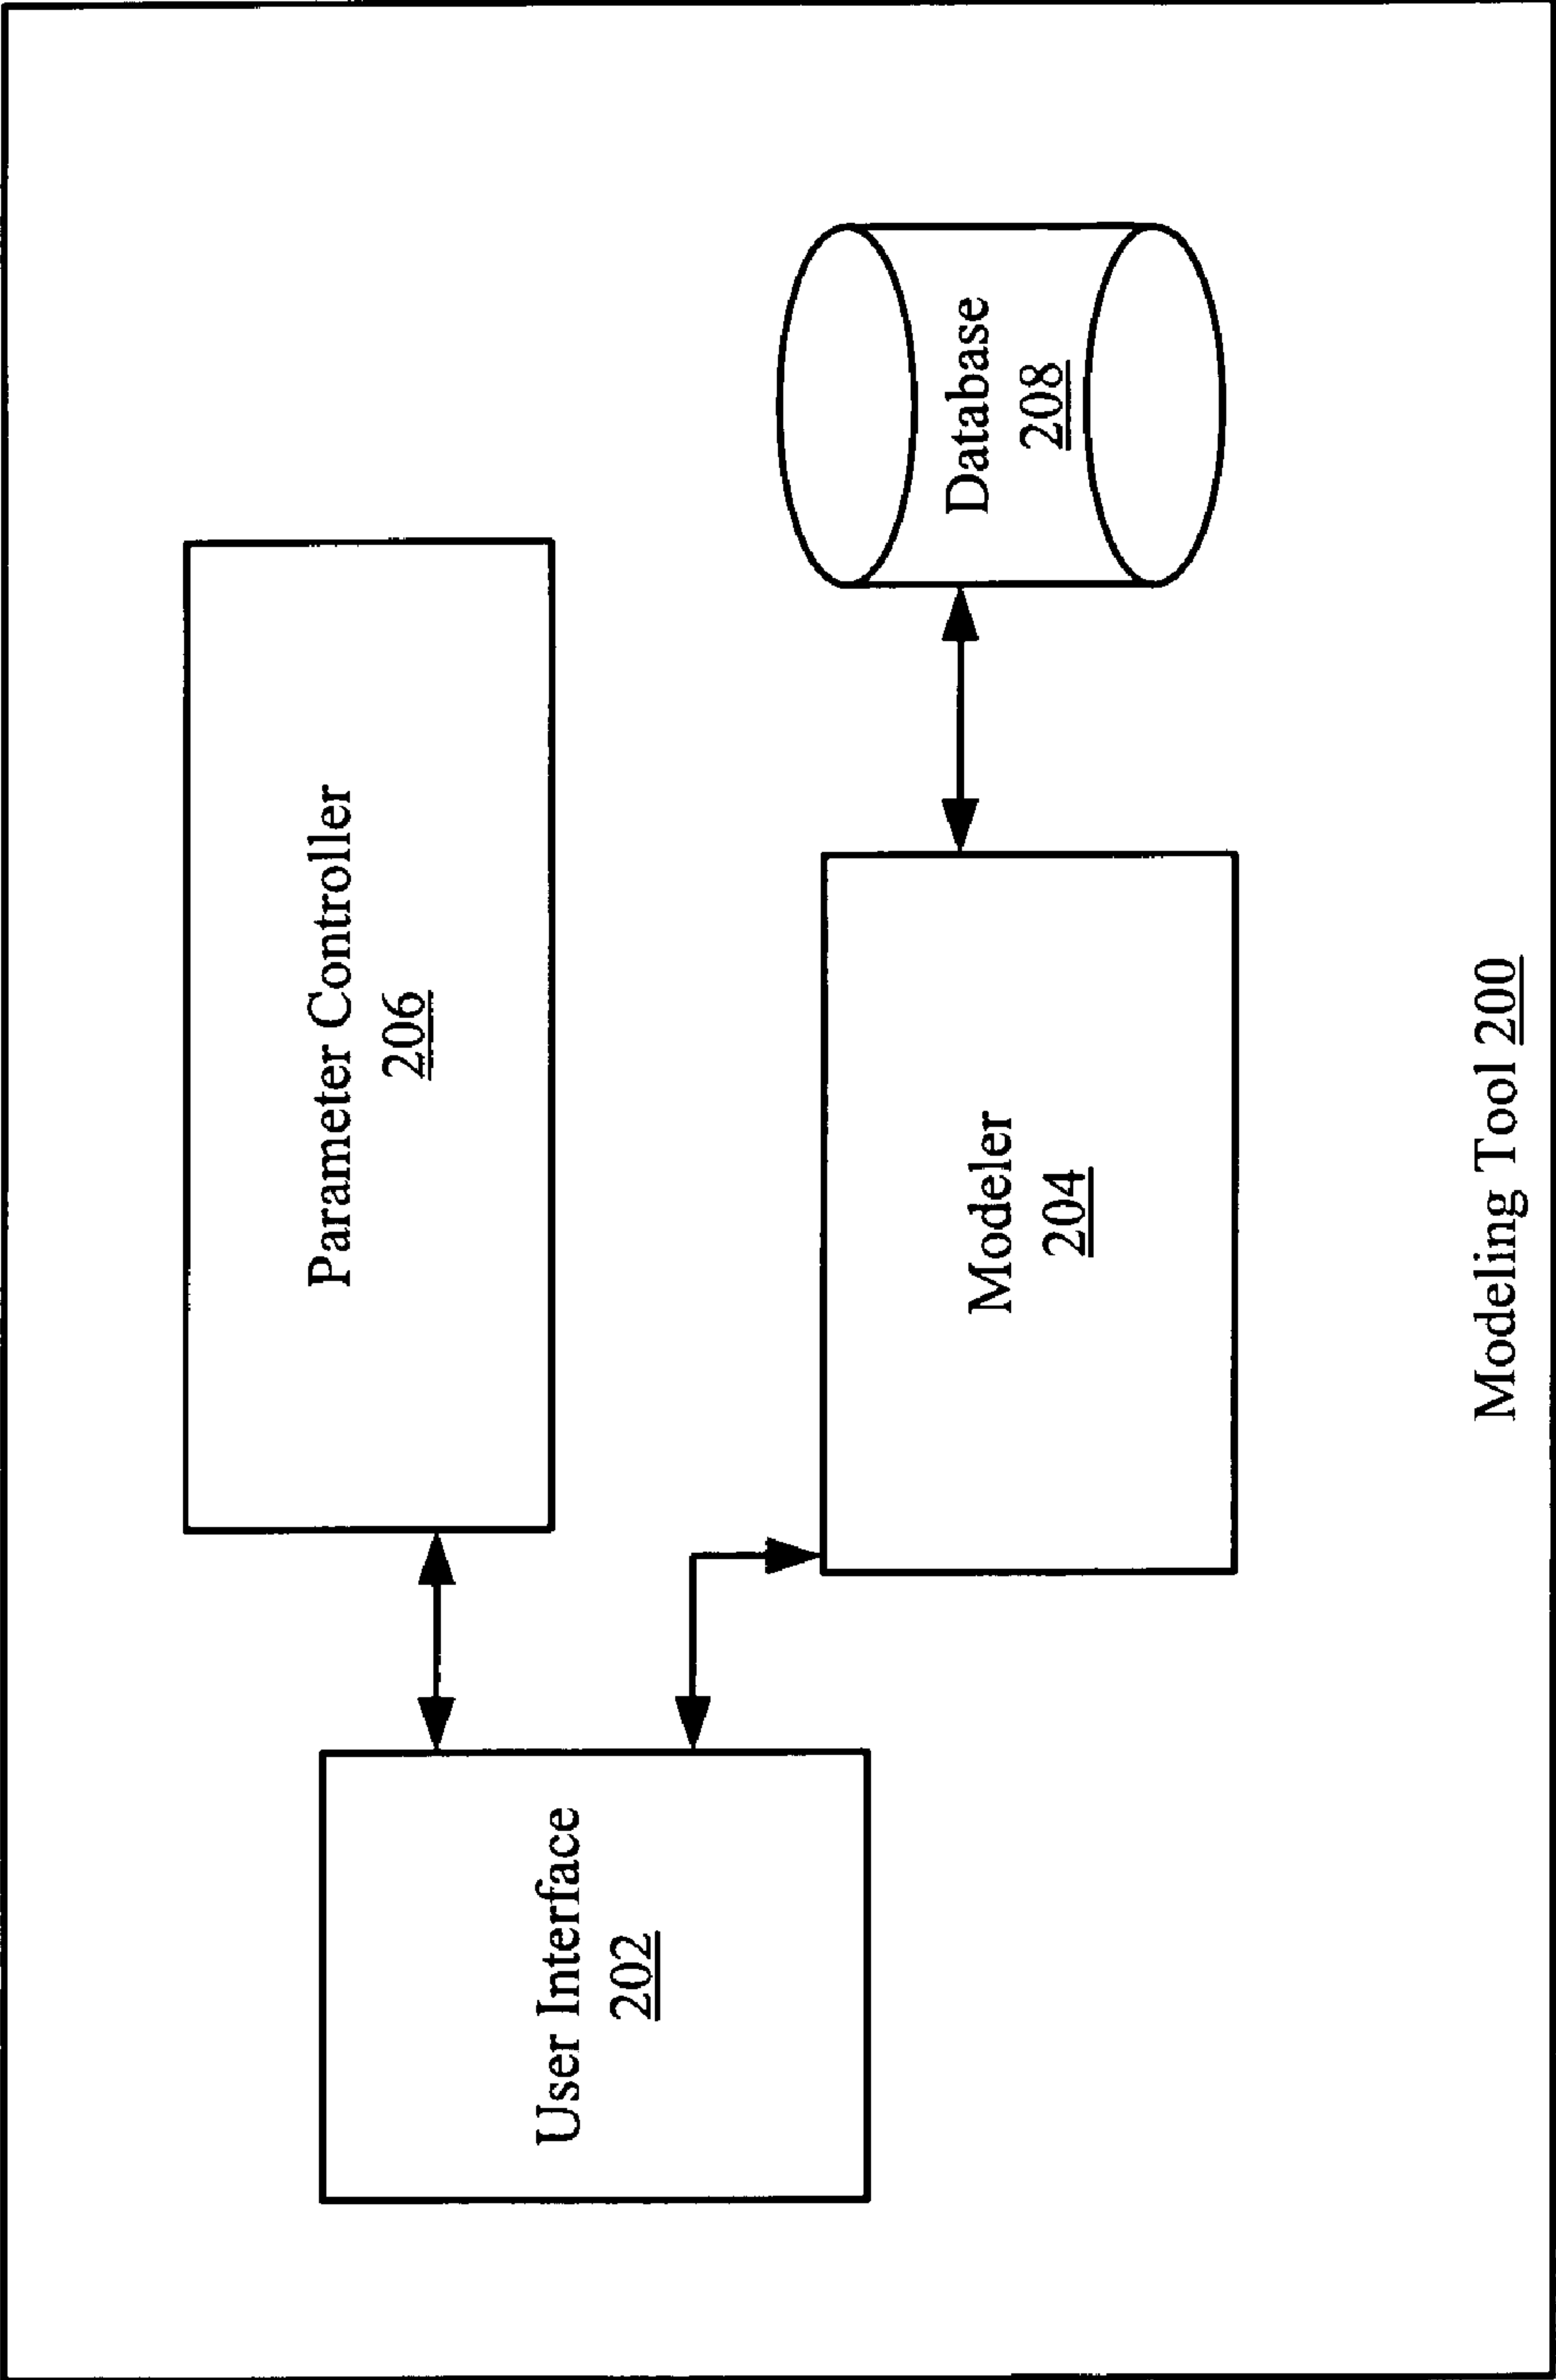 Parameter Controller
206
User Interface
202
Modeler
204
Database
208
Modeling Tool 200